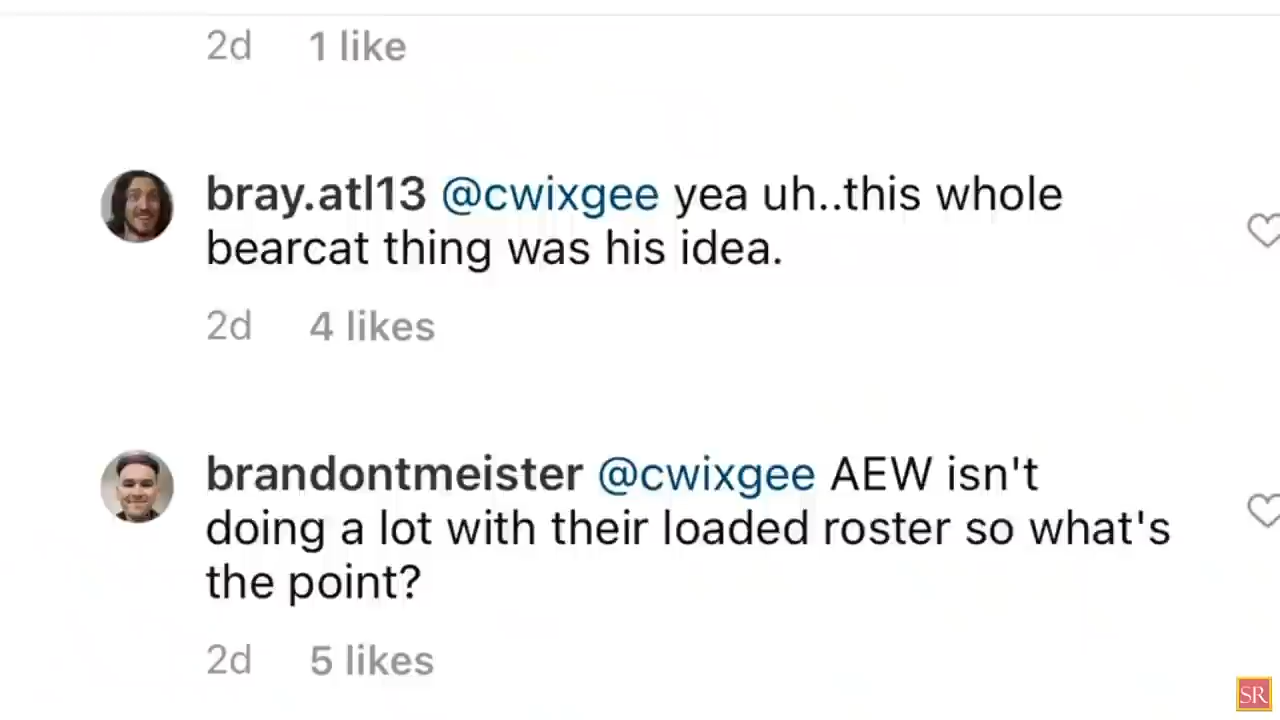 2d 1 like
bray.atl13 @cwixgee yea uh..this whole
bearcat thing was his idea.
2d 4 likes
brandontmeister @cwixgee AEW isn't
doing a lot with their loaded roster so what's
the point?
2d 5 likes
SR